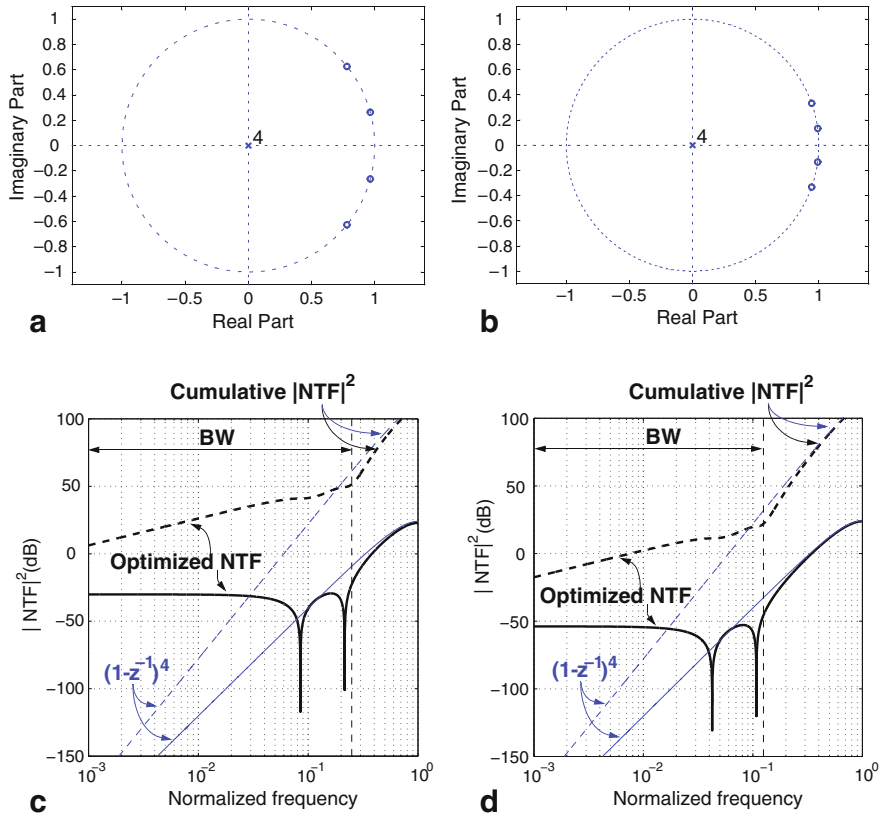 1
0.8
0.6
0.4
0.2
0
−0.2
−0.4
−0.6
−0.8
−1
Imaginary Part
4
−1
0
0.5
1
Real Part
a
1
0.8
0.6
0.4
0.2
0
−0.2
−0.4
−0.6
−0.8
−1
Imaginary Part
4
−1
0
0.5
1
Real Part
b
Cumulative |NTF|²
100
50
0
−50
−100
−150
| NTF|²(dB)
BW
Optimized NTF
(1-z⁻¹)⁴
10⁻³
10⁻²
10⁻¹
10⁰
Normalized frequency
c
Cumulative |NTF|²
100
50
0
−50
−100
−150
| NTF|²(dB)
BW
Optimized NTF
(1-z⁻¹)⁴
10⁻³
10⁻²
10⁻¹
10⁰
Normalized frequency
d